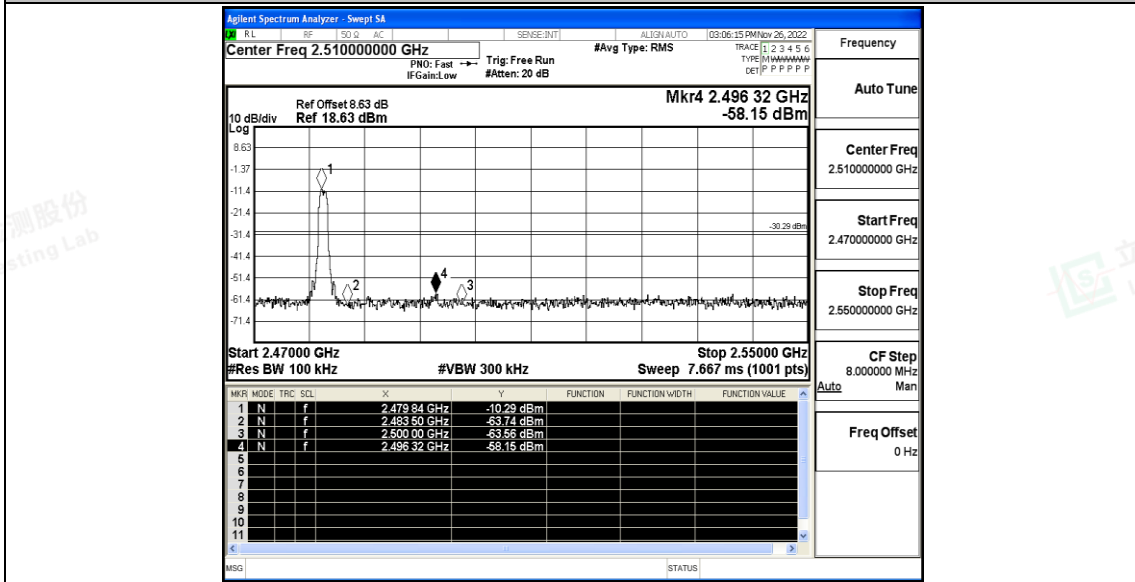 Agilent Spectrum Analyzer - Swept SA
RL RF 50 Ω AC SENSE:INT ALIGNAUTO 03:06:15 PM Nov 26, 2022
Center Freq 2.510000000 GHz
PNO: Fast
IFGain:Low
Trig: Free Run
#Atten: 20 dB
#Avg Type: RMS
TRACE 1 2 3 4 5 6
TYPE M WWWWW
DET P P P P P P
Mkr4 2.496 32 GHz
-58.15 dBm
Ref Offset 8.63 dB
10 dB/div Ref 18.63 dBm
Log
8.63
-1.37
-11.4
-21.4
-31.4
-41.4
-51.4
-61.4
-71.4
1
2
4
3
-30.29 dBm
Start 2.47000 GHz Stop 2.55000 GHz
#Res BW 100 kHz #VBW 300 kHz Sweep 7.667 ms (1001 pts)
MKR MODE TRC SCL X Y FUNCTION FUNCTION WIDTH FUNCTION VALUE
1 N f 2.479 84 GHz -10.29 dBm
2 N f 2.483 50 GHz -63.74 dBm
3 N f 2.500 00 GHz -63.56 dBm
4 N f 2.496 32 GHz -58.15 dBm
5
6
7
8
9
10
11
MSG STATUS
Frequency
Auto Tune
Center Freq
2.510000000 GHz
Start Freq
2.470000000 GHz
Stop Freq
2.550000000 GHz
CF Step
8.000000 MHz
Auto Man
Freq Offset
0 Hz
测股份
sting Lab
立